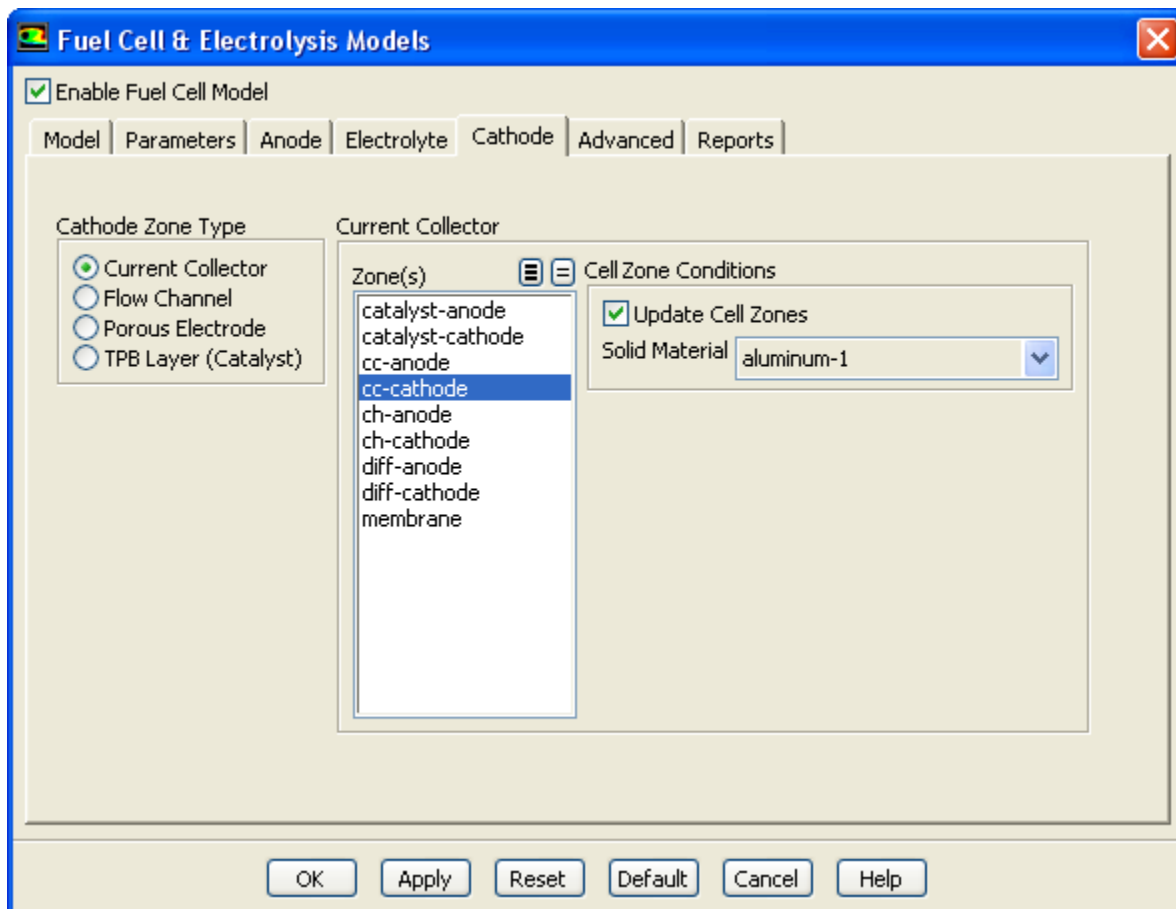 Fuel Cell & Electrolysis Models
Enable Fuel Cell Model
Model Parameters Anode Electrolyte Cathode Advanced Reports
Cathode Zone Type
Current Collector
Flow Channel
Porous Electrode
TPB Layer (Catalyst)
Current Collector
Zone(s)
catalyst-anode
catalyst-cathode
cc-anode
cc-cathode
ch-anode
ch-cathode
diff-anode
diff-cathode
membrane
Cell Zone Conditions
Update Cell Zones
Solid Material aluminum-1
OK Apply Reset Default Cancel Help